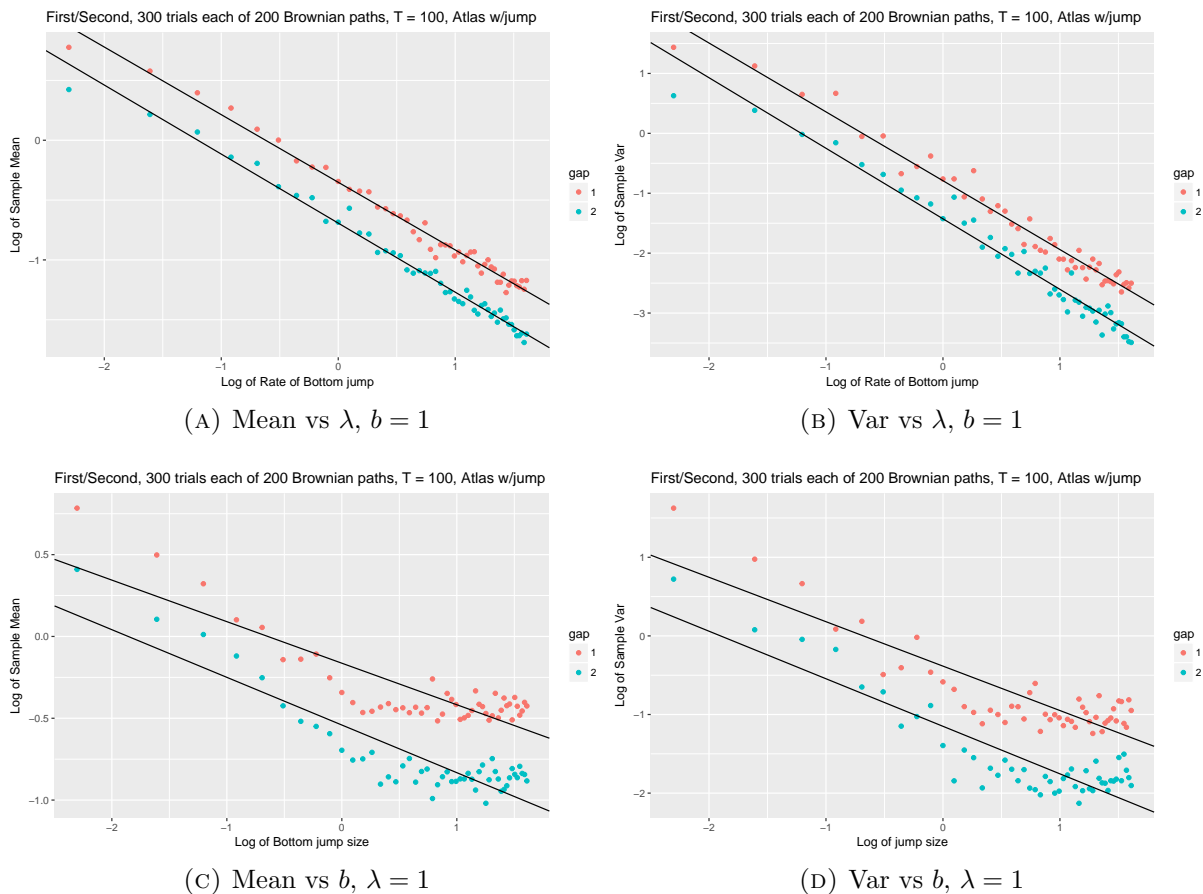 First/Second, 300 trials each of 200 Brownian paths, T = 100, Atlas w/jump
0
−1
Log of Sample Mean
−2
−1
0
1
Log of Rate of Bottom jump
gap
1
2
(A) Mean vs λ, b = 1
First/Second, 300 trials each of 200 Brownian paths, T = 100, Atlas w/jump
1
0
−1
−2
−3
Log of Sample Var
−2
−1
0
1
Log of Rate of Bottom jump
gap
1
2
(B) Var vs λ, b = 1
First/Second, 300 trials each of 200 Brownian paths, T = 100, Atlas w/jump
0.5
0.0
−0.5
−1.0
Log of Sample Mean
−2
−1
0
1
Log of Bottom jump size
gap
1
2
(C) Mean vs b, λ = 1
First/Second, 300 trials each of 200 Brownian paths, T = 100, Atlas w/jump
1
0
−1
−2
Log of Sample Var
−2
−1
0
1
Log of jump size
gap
1
2
(D) Var vs b, λ = 1